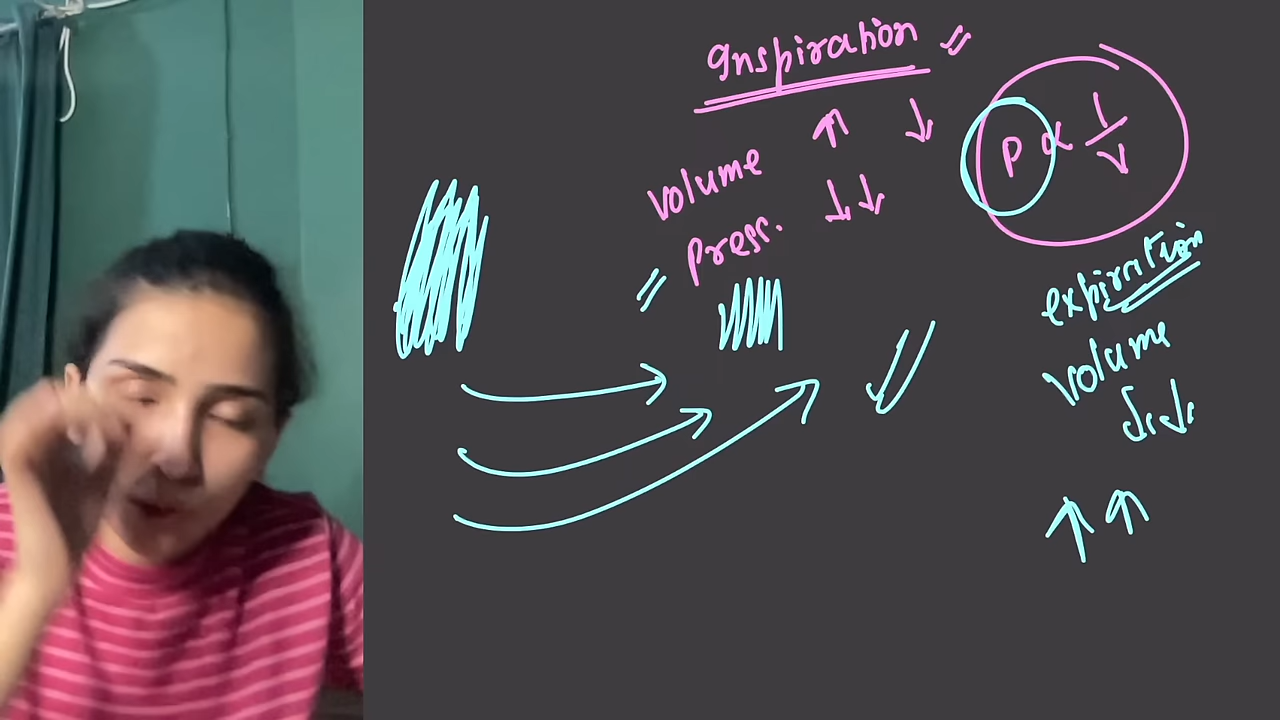 Inspiration
volume ↑ ↓
press. ↓↓
P ∝ 1/v
expiration
volume
↓↓
↑↑